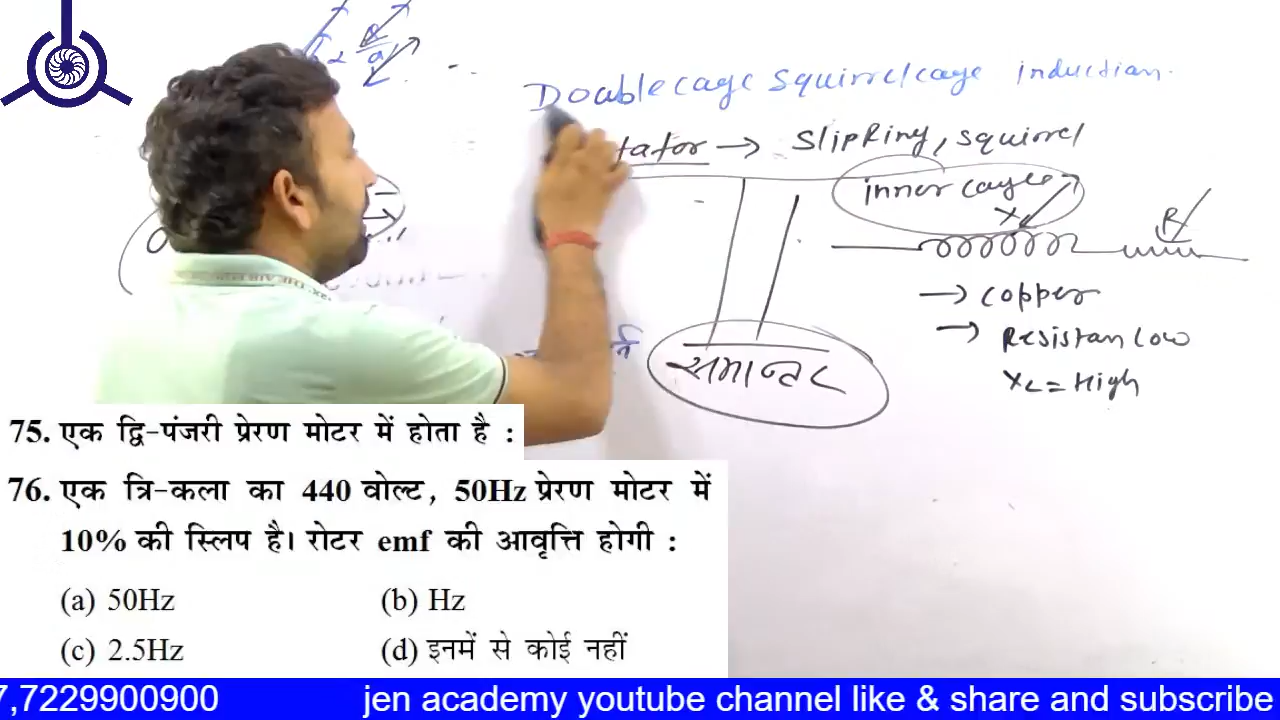 Doublecage squirrelcage induction.
tator → SlipRing, squirrel
inner cage
XL
R
→ copper
→ Resistan low
XL = High
समान्तर
75. एक द्वि-पंजरी प्रेरण मोटर में होता है :
76. एक त्रि-कला का 440 वोल्ट, 50Hz प्रेरण मोटर में
10% की स्लिप है। रोटर emf की आवृत्ति होगी :
(a) 50Hz (b) Hz
(c) 2.5Hz (d) इनमें से कोई नहीं
7,7229900900 jen academy youtube channel like & share and subscribe